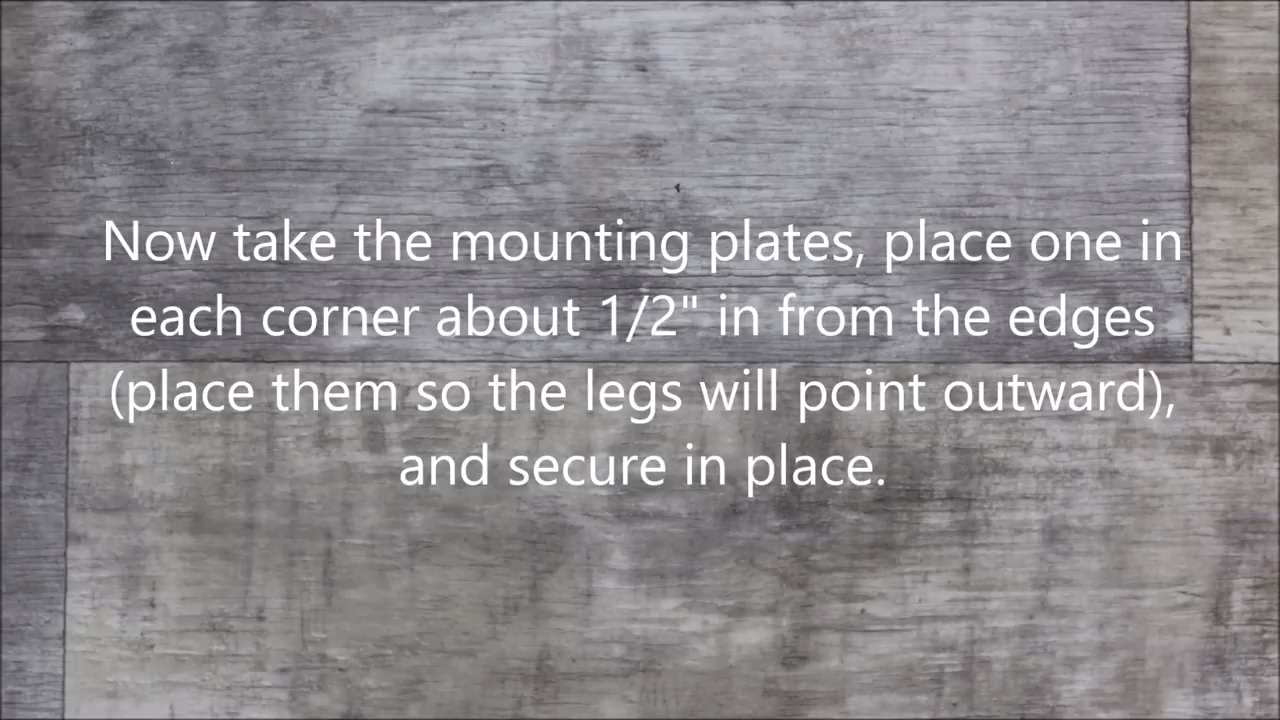 Now take the mounting plates, place one in
each corner about 1/2" in from the edges
(place them so the legs will point outward),
and secure in place.